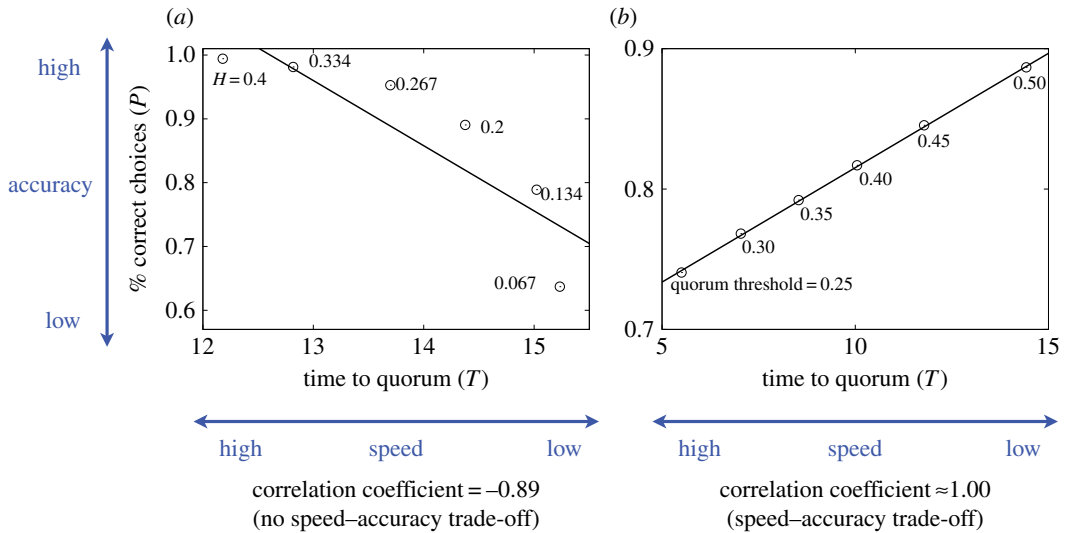 (a)
(b)
high
accuracy
low
% correct choices (P)
1.0
0.9
0.8
0.7
0.6
H = 0.4
0.334
0.267
0.2
0.134
0.067
12
13
14
15
time to quorum (T)
high speed low
correlation coefficient = –0.89
(no speed–accuracy trade-off)
0.9
0.8
0.7
0.50
0.45
0.40
0.35
0.30
quorum threshold = 0.25
5
10
15
time to quorum (T)
high speed low
correlation coefficient ≈1.00
(speed–accuracy trade-off)